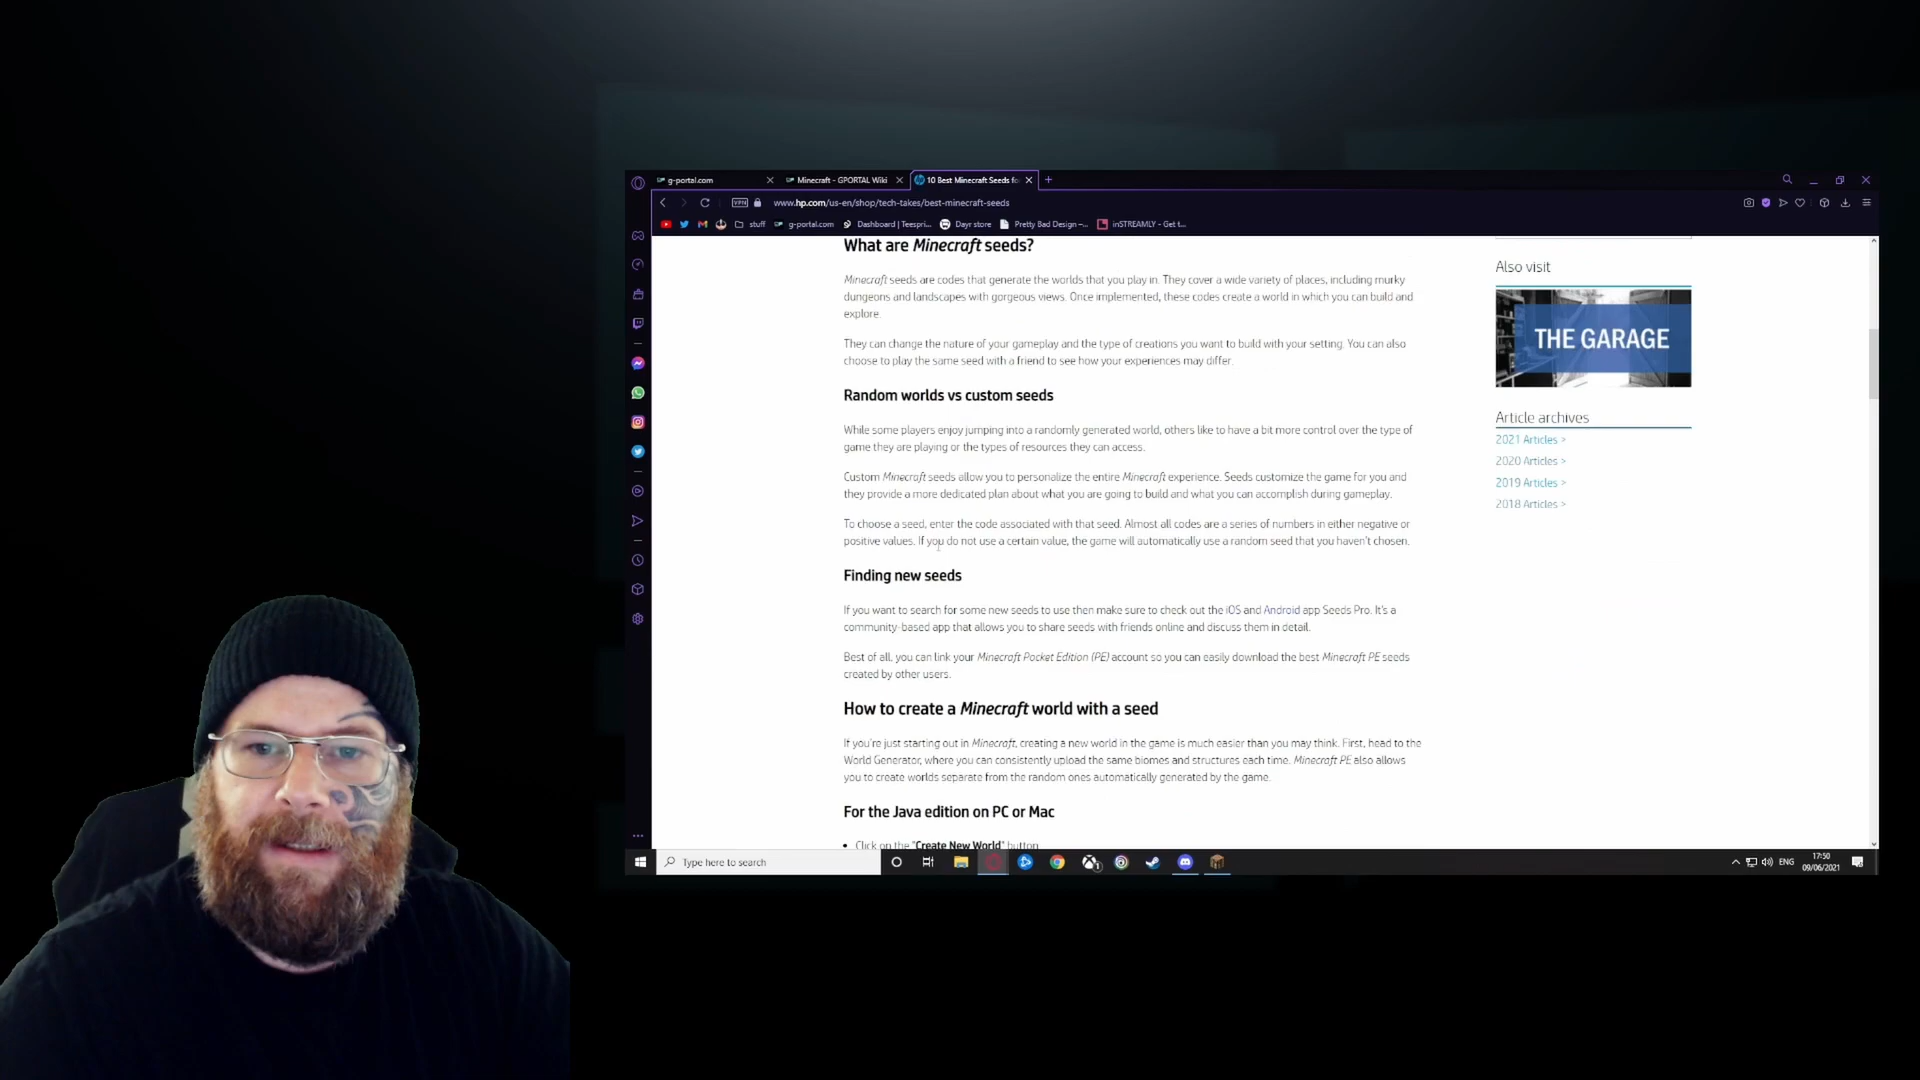 g-portal.com
Minecraft - GPORTAL Wiki
10 Best Minecraft Seeds fo
VPN
www.hp.com/us-en/shop/tech-takes/best-minecraft-seeds
stuff
g-portal.com
Dashboard | Teespri...
Dayr store
Pretty Bad Design –...
inSTREAMLY - Get t...
What are Minecraft seeds?
Minecraft seeds are codes that generate the worlds that you play in. They cover a wide variety of places, including murky
dungeons and landscapes with gorgeous views. Once implemented, these codes create a world in which you can build and
explore.
They can change the nature of your gameplay and the type of creations you want to build with your setting. You can also
choose to play the same seed with a friend to see how your experiences may differ.
Random worlds vs custom seeds
While some players enjoy jumping into a randomly generated world, others like to have a bit more control over the type of
game they are playing or the types of resources they can access.
Custom Minecraft seeds allow you to personalize the entire Minecraft experience. Seeds customize the game for you and
they provide a more dedicated plan about what you are going to build and what you can accomplish during gameplay.
To choose a seed, enter the code associated with that seed. Almost all codes are a series of numbers in either negative or
positive values. If you do not use a certain value, the game will automatically use a random seed that you haven't chosen.
Finding new seeds
If you want to search for some new seeds to use then make sure to check out the iOS and Android app Seeds Pro. It's a
community-based app that allows you to share seeds with friends online and discuss them in detail.
Best of all, you can link your Minecraft Pocket Edition (PE) account so you can easily download the best Minecraft PE seeds
created by other users.
How to create a Minecraft world with a seed
If you're just starting out in Minecraft, creating a new world in the game is much easier than you may think. First, head to the
World Generator, where you can consistently upload the same biomes and structures each time. Minecraft PE also allows
you to create worlds separate from the random ones automatically generated by the game.
For the Java edition on PC or Mac
• Click on the "Create New World" button
Also visit
THE GARAGE
Article archives
2021 Articles >
2020 Articles >
2019 Articles >
2018 Articles >
Type here to search
ENG
17:50
09/06/2021